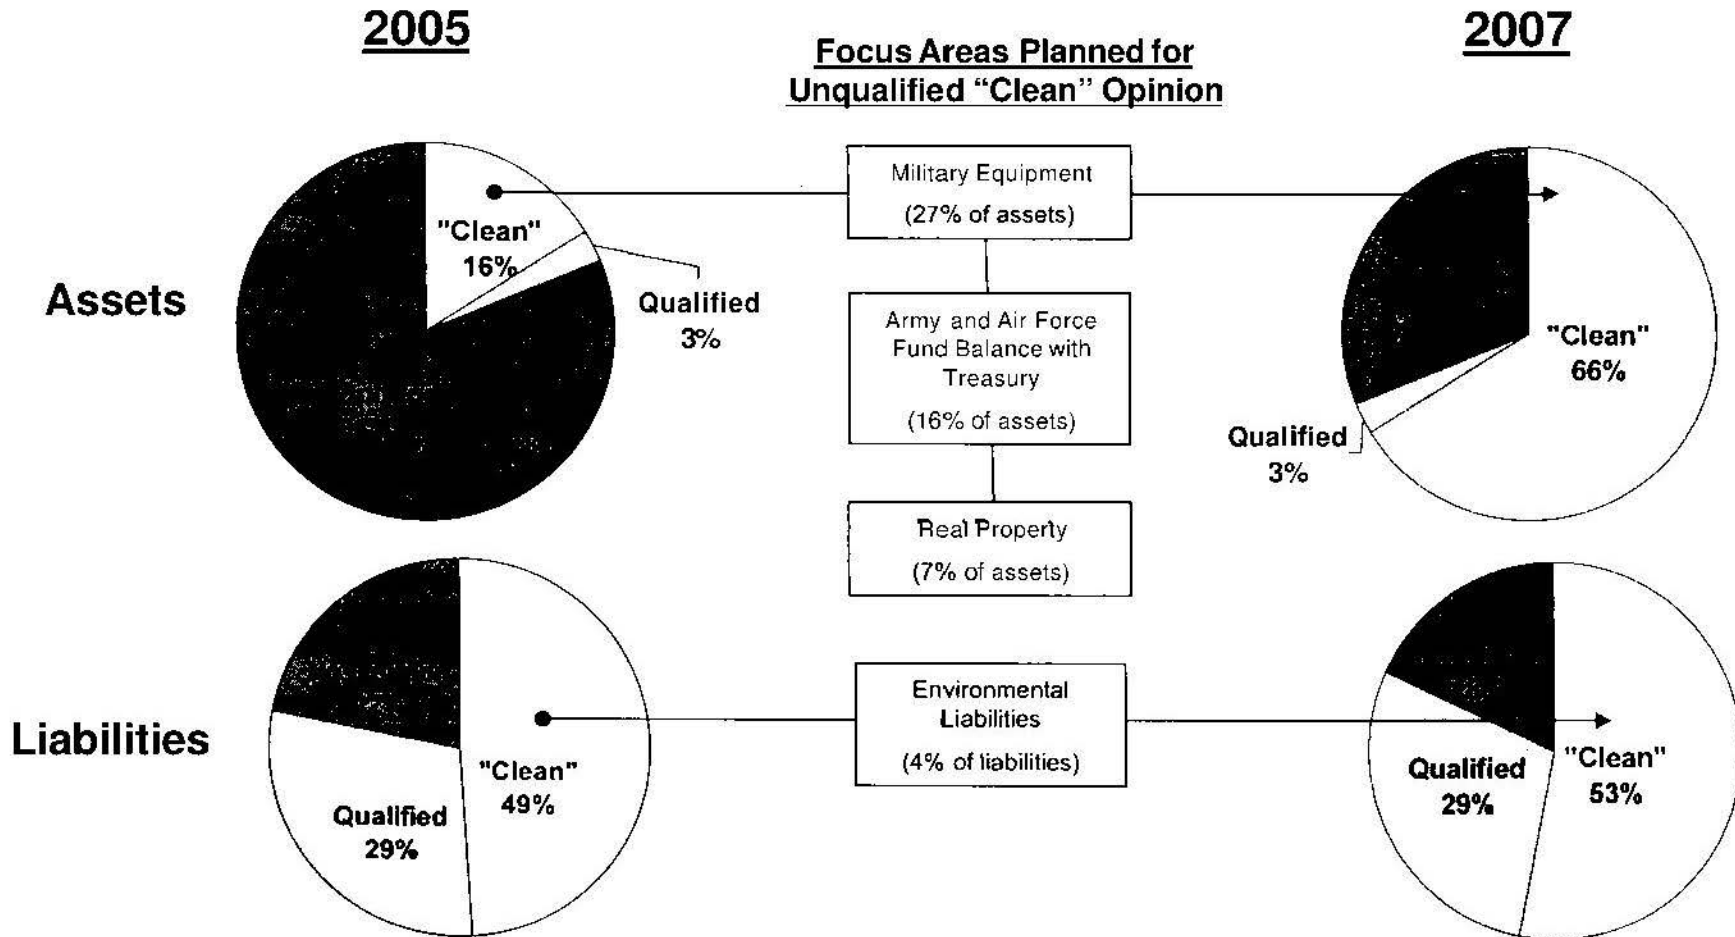 2005
Focus Areas Planned for
Unqualified “Clean” Opinion
2007
Assets
"Clean"
16%
Qualified
3%
Military Equipment
(27% of assets)
Army and Air Force
Fund Balance with
Treasury
(16% of assets)
Real Property
(7% of assets)
"Clean"
66%
Qualified
3%
Liabilities
"Clean"
49%
Qualified
29%
Environmental
Liabilities
(4% of liabilities)
Qualified
29%
"Clean"
53%